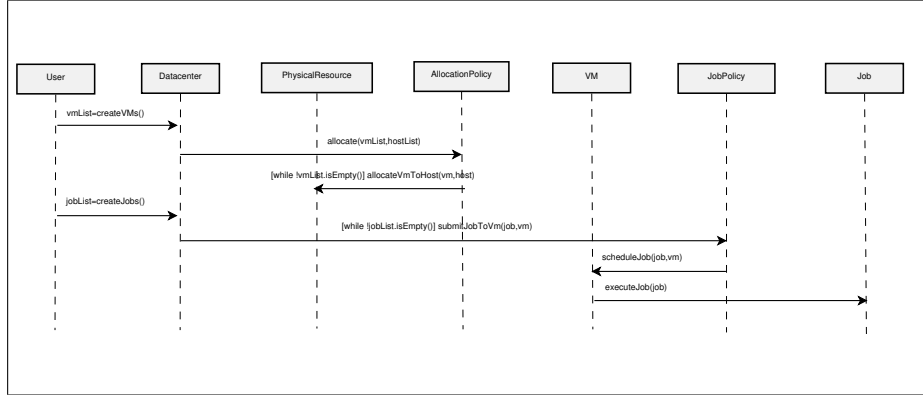 User
Datacenter
PhysicalResource
AllocationPolicy
VM
JobPolicy
Job
vmList=createVMs()
allocate(vmList,hostList)
[while !vmList.isEmpty()] allocateVmToHost(vm,host)
jobList=createJobs()
[while !jobList.isEmpty()] submitJobToVm(job,vm)
scheduleJob(job,vm)
executeJob(job)